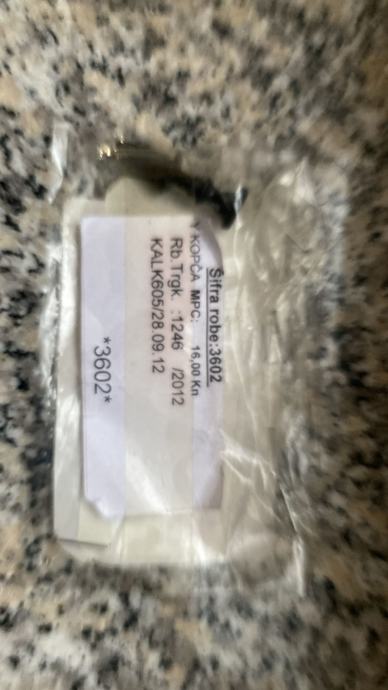 Šifra robe:3602
KOPČA MPC: 16,00 Kn
Rb.Trgk. :1246 /2012
KALK605/28.09.12
*3602*